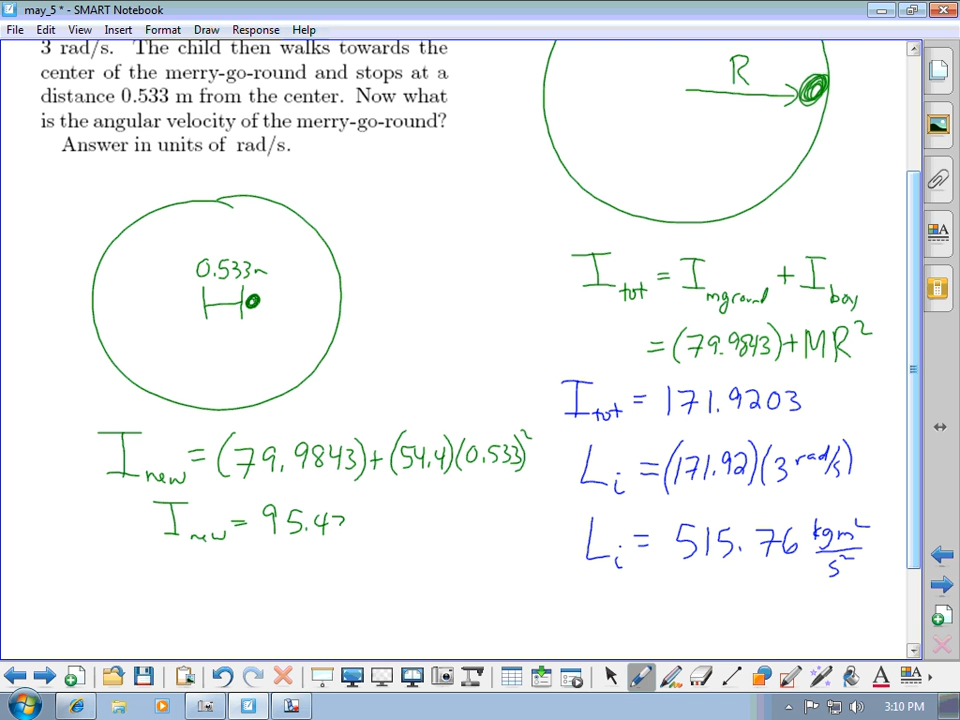 may_5 * - SMART Notebook
File Edit View Insert Format Draw Response Help
3 rad/s. The child then walks towards the
center of the merry-go-round and stops at a
distance 0.533 m from the center. Now what
is the angular velocity of the merry-go-round?
Answer in units of rad/s.
R
0.533m
I_tot = I_mground + I_boy
= (79.9843) + MR²
I_tot = 171.9203
L_i = (171.92)(3 rad/s)
L_i = 515.76 kgm²/s²
I_new = (79.9843) + (54.4)(0.533)²
I_new = 95.4
3:10 PM